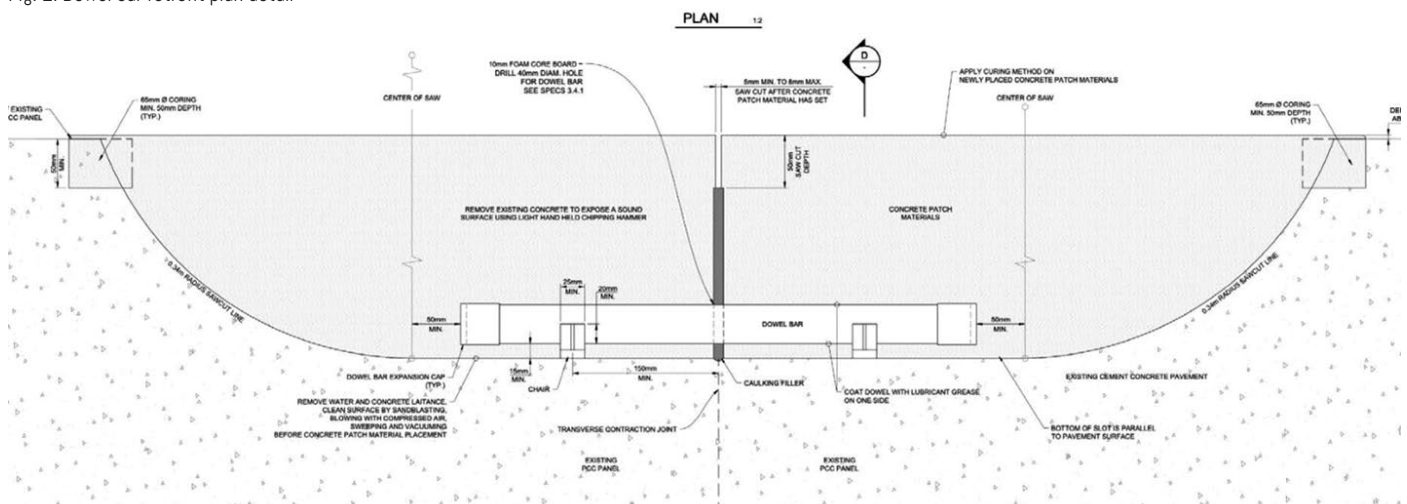 Fig. 2: Dowel bar retrofit plan detail
PLAN 1:2
10mm FOAM CORE BOARD -
DRILL 40mm DIAM. HOLE
FOR DOWEL BAR
SEE SPECS 3.4.1
5mm MIN. TO 8mm MAX.
SAW CUT AFTER CONCRETE
PATCH MATERIAL HAS SET
D
-
APPLY CURING METHOD ON
NEWLY PLACED CONCRETE PATCH MATERIALS
EXISTING
CC PANEL
65mm Ø CORING
MIN. 50mm DEPTH
(TYP.)
CENTER OF SAW
CENTER OF SAW
65mm Ø CORING
MIN. 50mm DEPTH
(TYP.)
50mm
MIN.
50mm
SAW CUT
DEPTH
REMOVE EXISTING CONCRETE TO EXPOSE A SOUND
SURFACE USING LIGHT HAND HELD CHIPPING HAMMER
CONCRETE PATCH
MATERIALS
0.34m RADIUS SAWCUT LINE
0.34m RADIUS SAWCUT LINE
25mm
MIN.
20mm
MIN.
50mm
MIN.
DOWEL BAR
50mm
MIN.
15mm
MIN.
150mm
MIN.
DOWEL BAR EXPANSION CAP
(TYP.)
CHAIR
CAULKING FILLER
COAT DOWEL WITH LUBRICANT GREASE
ON ONE SIDE
EXISTING CEMENT CONCRETE PAVEMENT
REMOVE WATER AND CONCRETE LAITANCE,
CLEAN SURFACE BY SANDBLASTING,
BLOWING WITH COMPRESSED AIR,
SWEEPING AND VACUUMING
BEFORE CONCRETE PATCH MATERIAL PLACEMENT
TRANSVERSE CONTRACTION JOINT
BOTTOM OF SLOT IS PARALLEL
TO PAVEMENT SURFACE
EXISTING
PCC PANEL
EXISTING
PCC PANEL